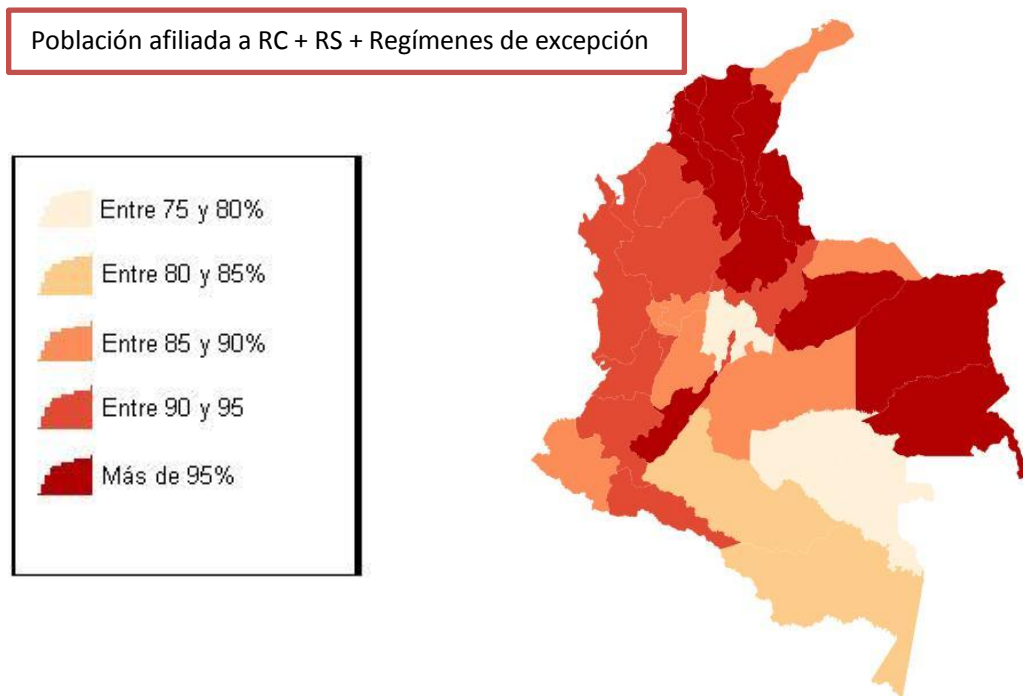 Población afiliada a RC + RS + Regímenes de excepción
Entre 75 y 80%
Entre 80 y 85%
Entre 85 y 90%
Entre 90 y 95
Más de 95%